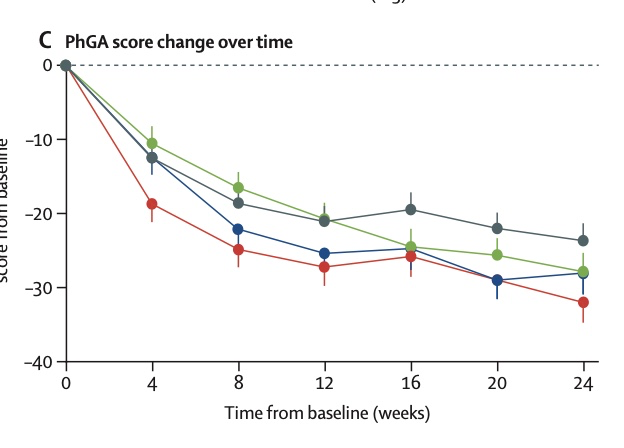 C PhGA score change over time
0
−10
−20
−30
−40
score from baseline
0 4 8 12 16 20 24
Time from baseline (weeks)